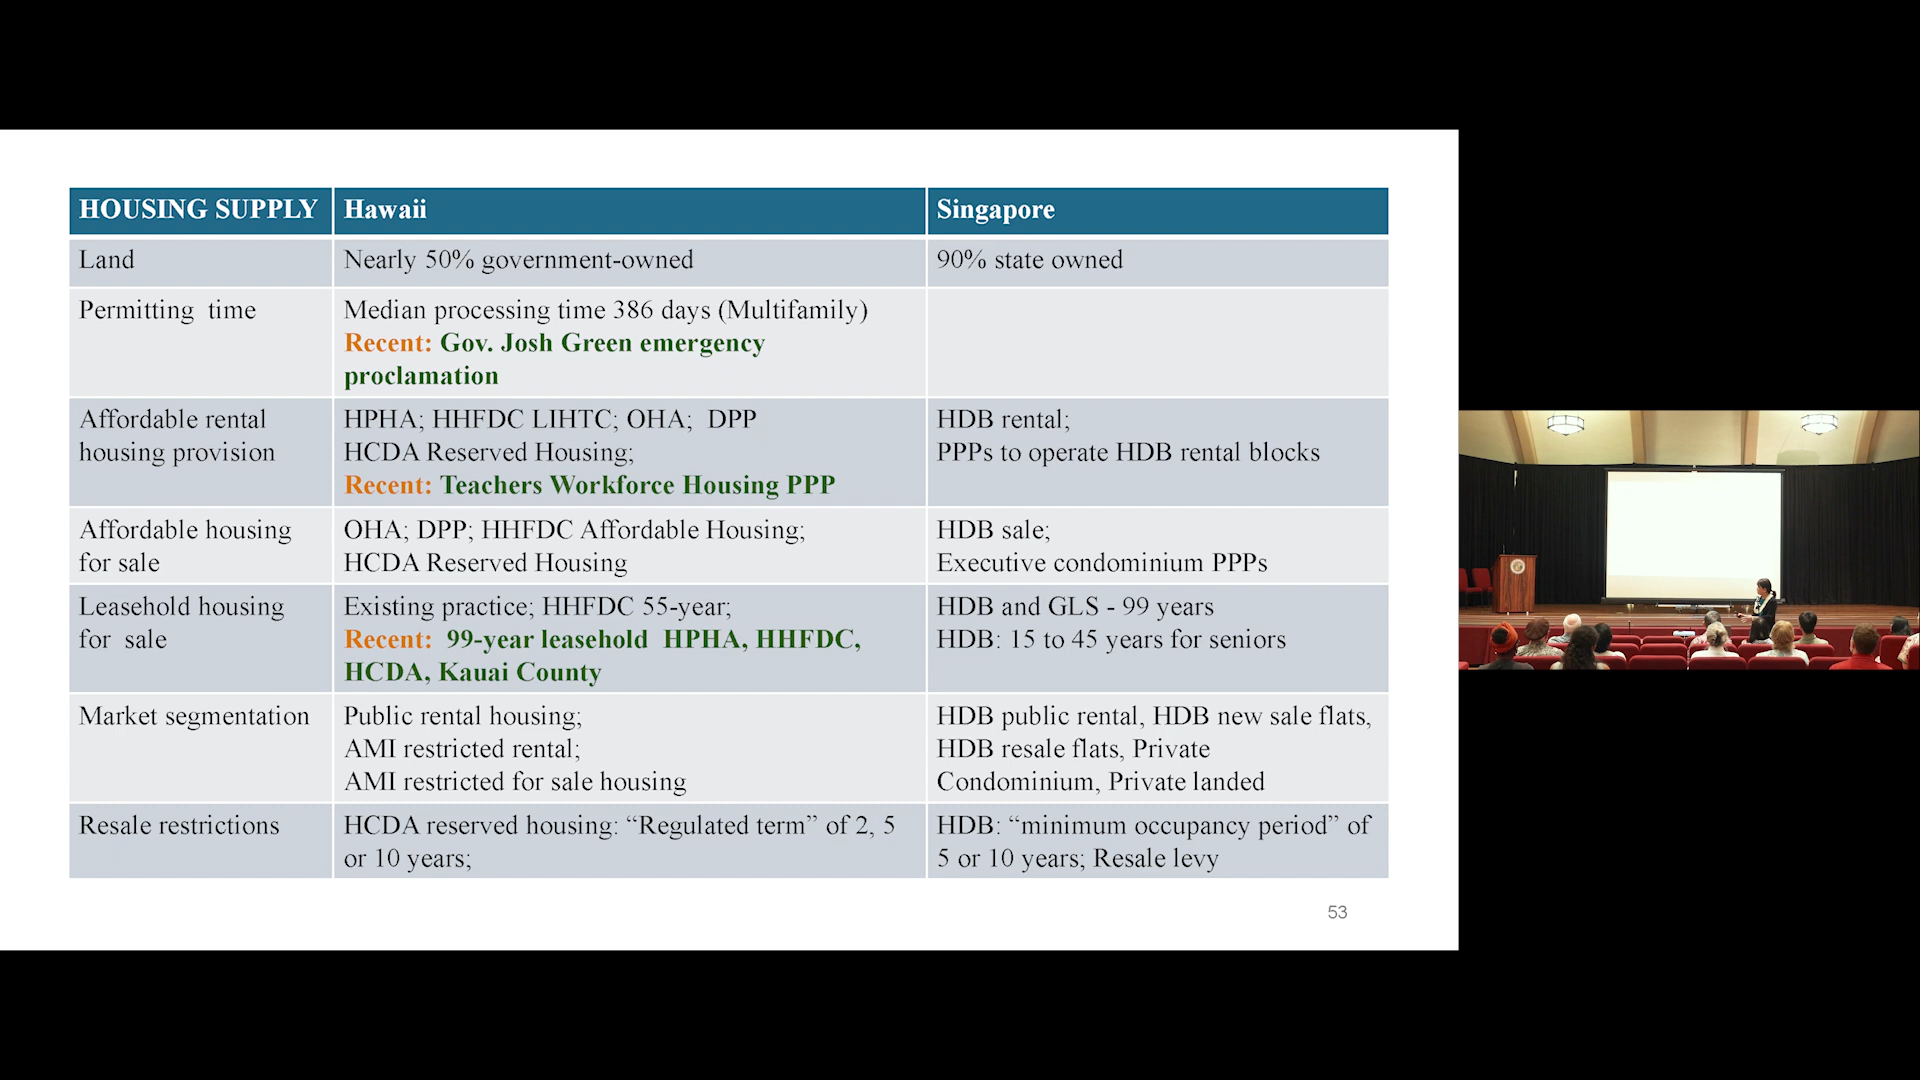 HOUSING SUPPLY Hawaii Singapore
Land Nearly 50% government-owned 90% state owned
Permitting time Median processing time 386 days (Multifamily)
Recent: Gov. Josh Green emergency
proclamation
Affordable rental HPHA; HHFDC LIHTC; OHA; DPP HDB rental;
housing provision HCDA Reserved Housing; PPPs to operate HDB rental blocks
Recent: Teachers Workforce Housing PPP
Affordable housing OHA; DPP; HHFDC Affordable Housing; HDB sale;
for sale HCDA Reserved Housing Executive condominium PPPs
Leasehold housing Existing practice; HHFDC 55-year; HDB and GLS - 99 years
for sale Recent: 99-year leasehold HPHA, HHFDC, HDB: 15 to 45 years for seniors
HCDA, Kauai County
Market segmentation Public rental housing; HDB public rental, HDB new sale flats,
AMI restricted rental; HDB resale flats, Private
AMI restricted for sale housing Condominium, Private landed
Resale restrictions HCDA reserved housing: “Regulated term” of 2, 5 HDB: “minimum occupancy period” of
or 10 years; 5 or 10 years; Resale levy
53